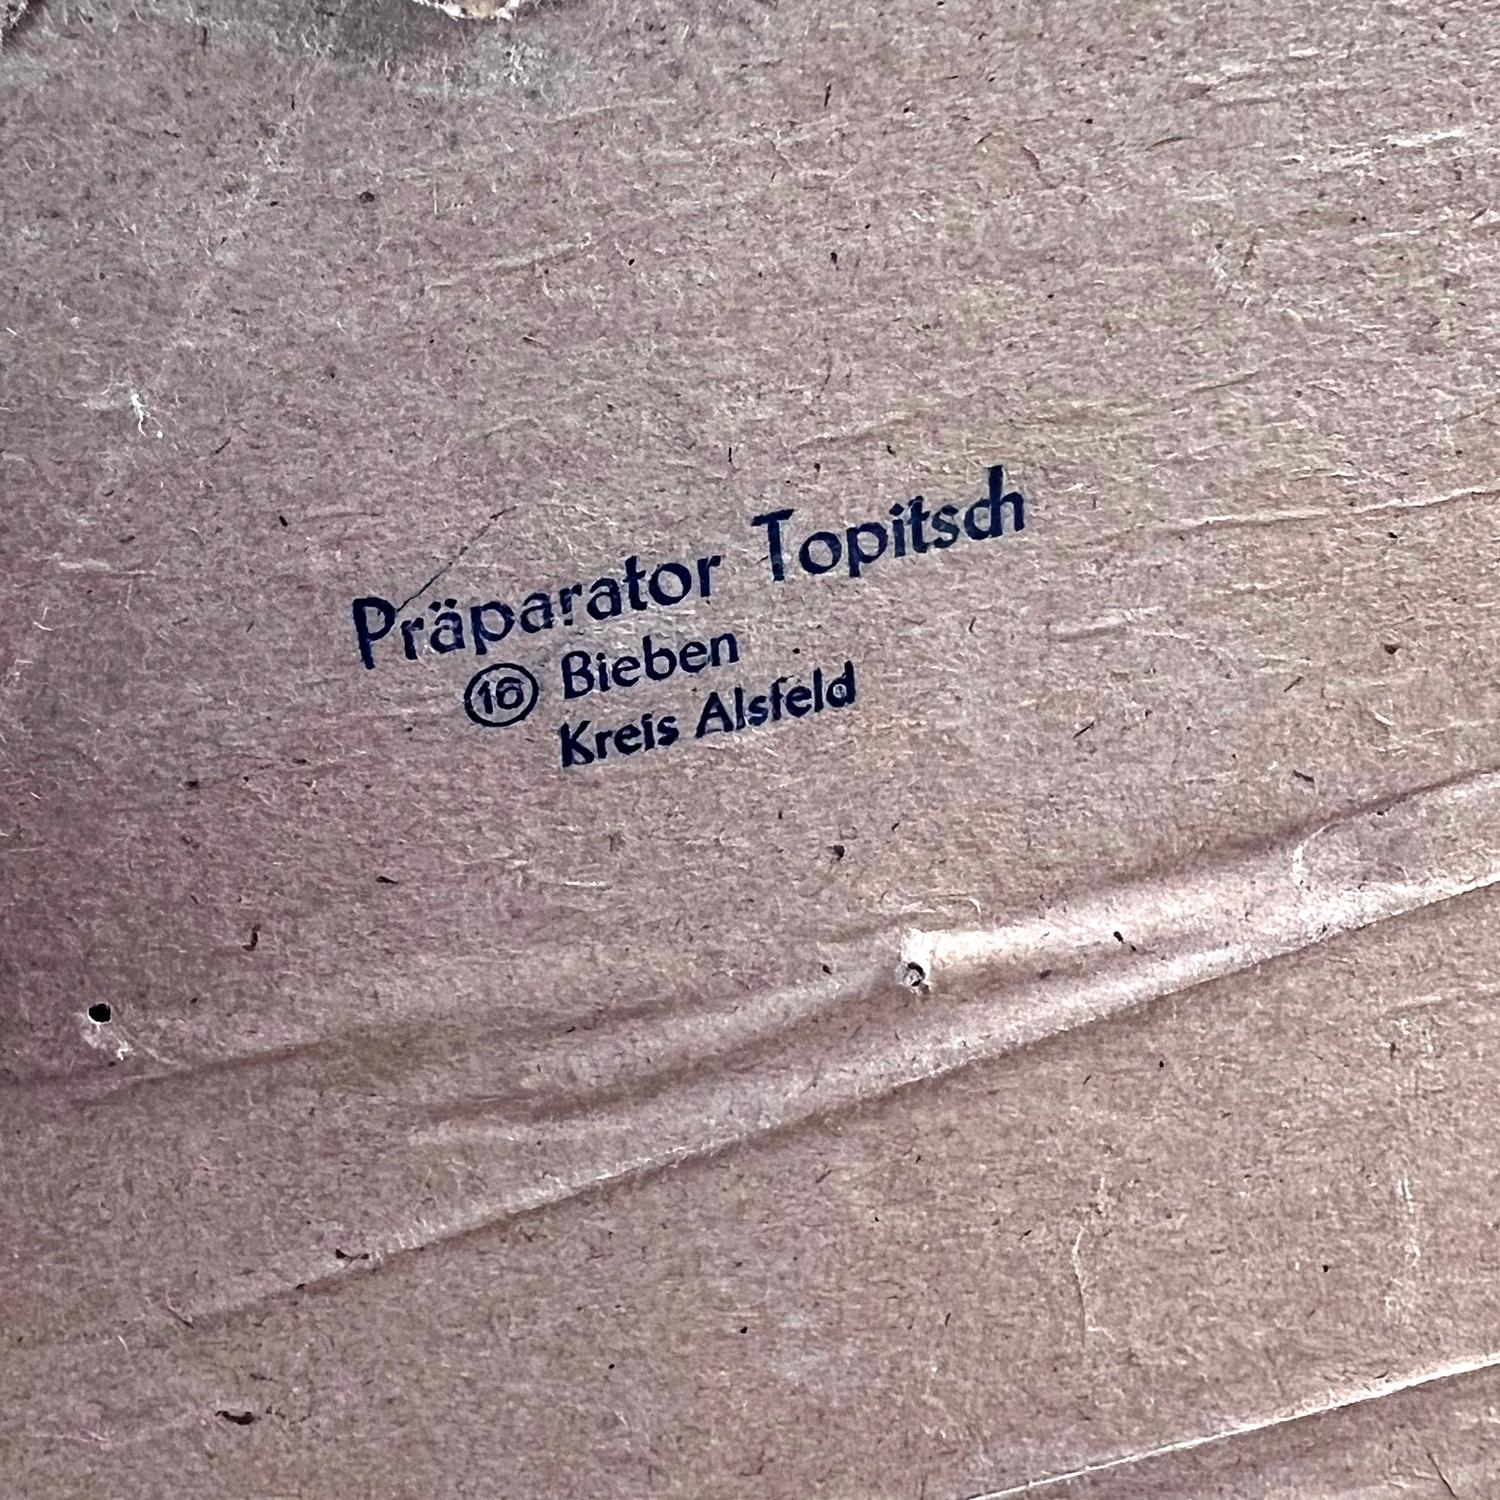 Präparator Topitsch
16 Bieben
Kreis Alsfeld